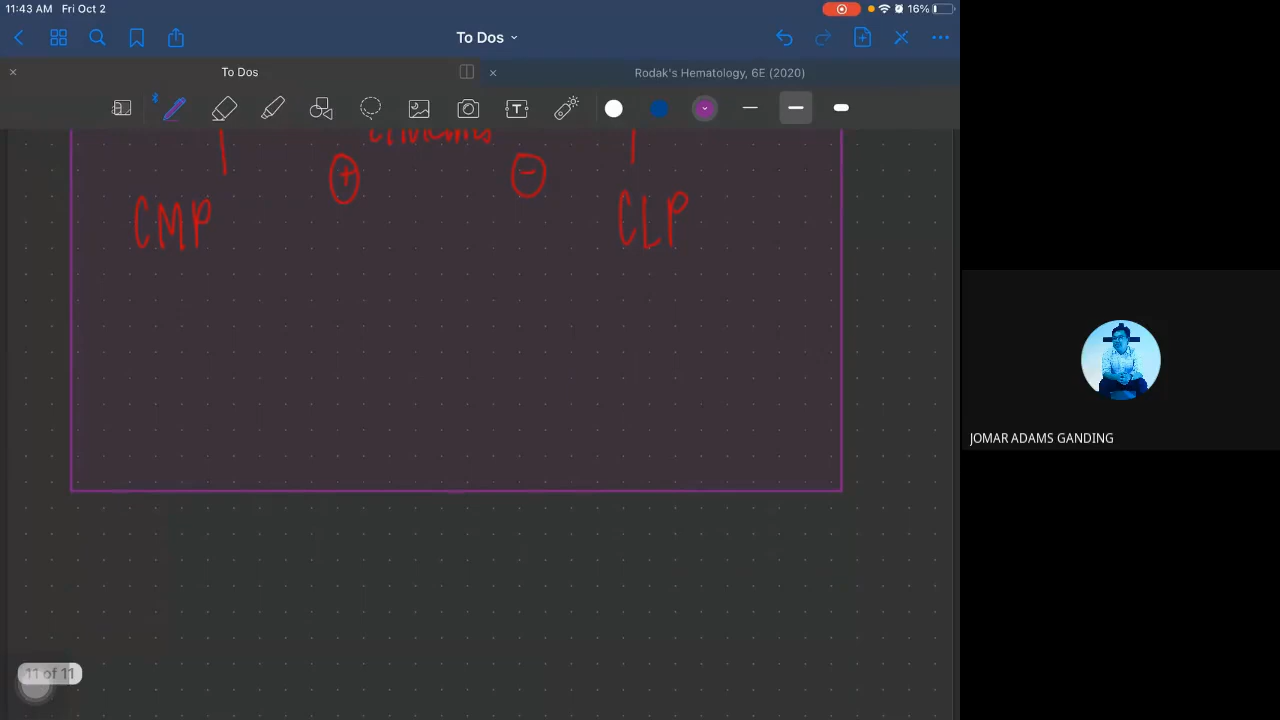 11:43 AM Fri Oct 2 16%
To Dos
To Dos Rodak's Hematology, 6E (2020)
T
+ -
CMP CLP
JOMAR ADAMS GANDING
11 of 11